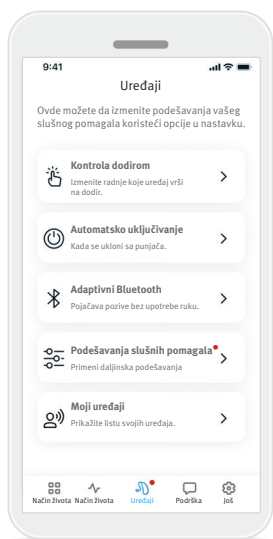 9:41
Uređaji
Ovde možete da izmenite podešavanja vašeg
slušnog pomagala koristeći opcije u nastavku.
Kontrola dodirom
Izmenite radnje koje uređaj vrši
na dodir.
Automatsko uključivanje
Kada se ukloni sa punjača.
Adaptivni Bluetooth
Pojačava pozive bez upotrebe ruku.
Podešavanja slušnih pomagala
Primeni daljinska podešavanja
Moji uređaji
Prikažite listu svojih uređaja.
Način života Način života Uređaji Podrška Još